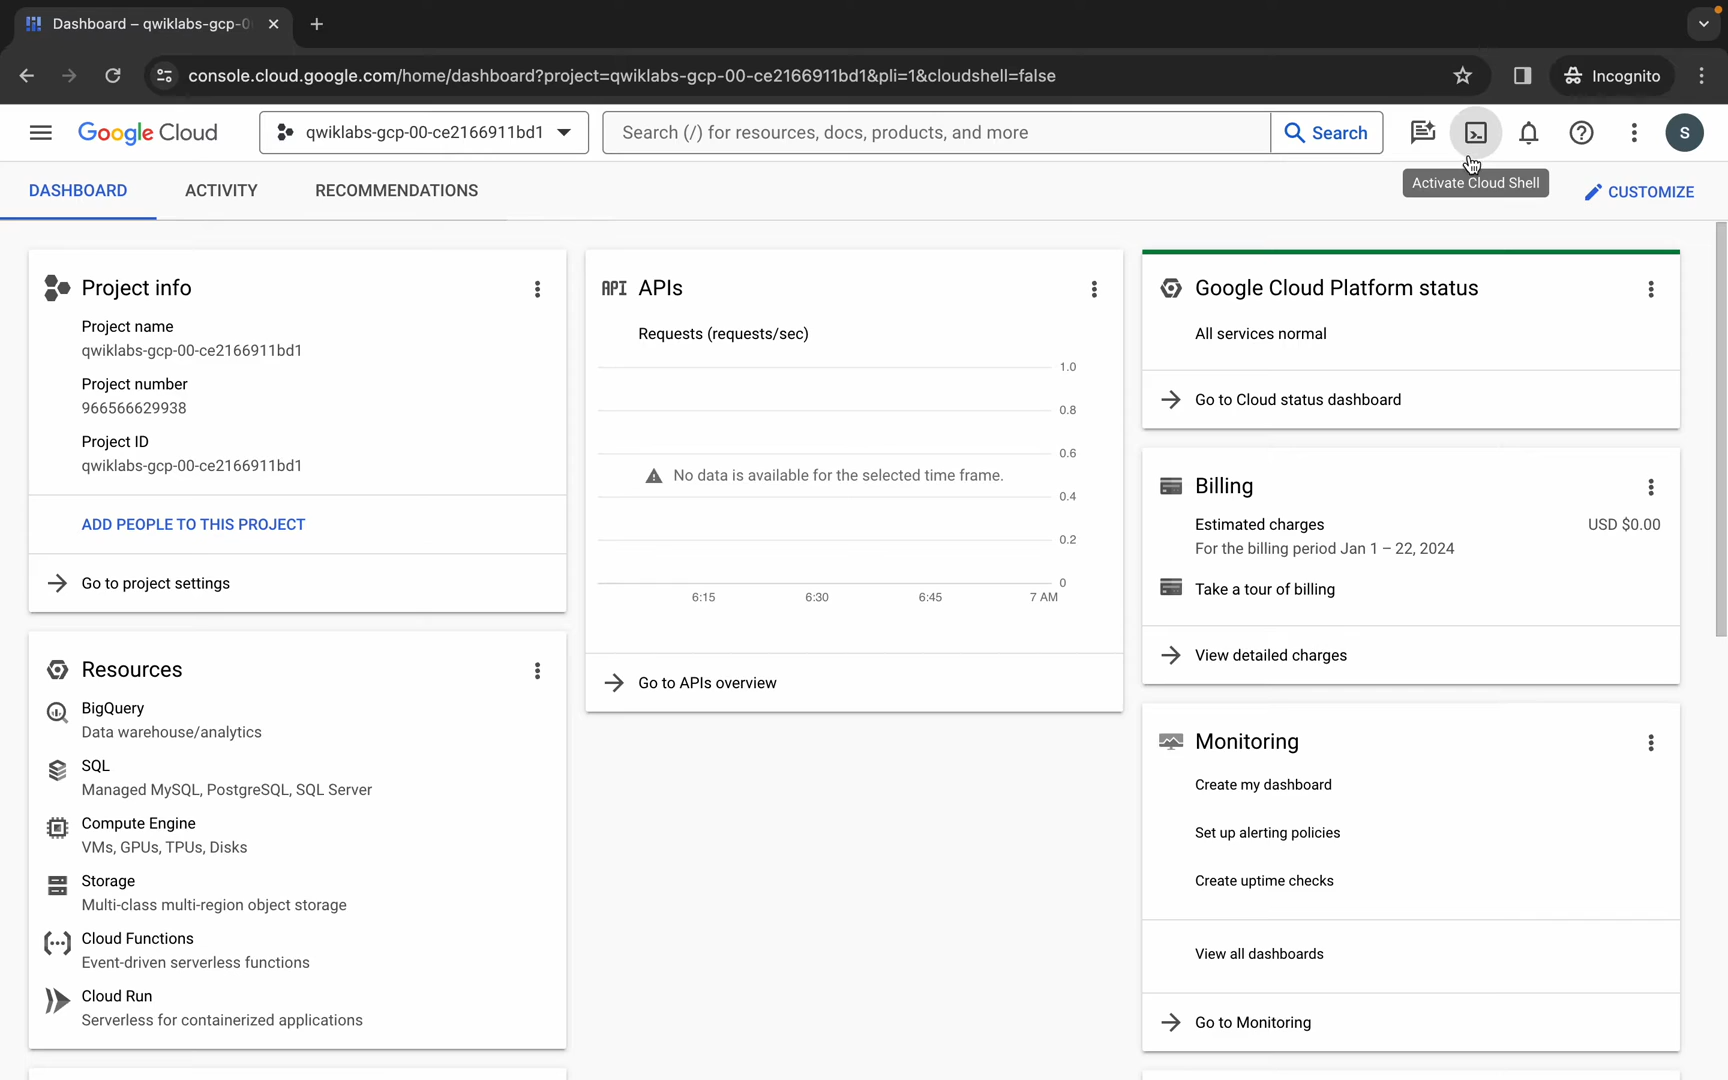 Dashboard – qwiklabs-gcp-0
console.cloud.google.com/home/dashboard?project=qwiklabs-gcp-00-ce2166911bd1&pli=1&cloudshell=false
Incognito
Google Cloud
qwiklabs-gcp-00-ce2166911bd1
Search (/) for resources, docs, products, and more
Search
S
DASHBOARD
ACTIVITY
RECOMMENDATIONS
Activate Cloud Shell
CUSTOMIZE
Project info
Project name
qwiklabs-gcp-00-ce2166911bd1
Project number
966566629938
Project ID
qwiklabs-gcp-00-ce2166911bd1
ADD PEOPLE TO THIS PROJECT
Go to project settings
Resources
BigQuery
Data warehouse/analytics
SQL
Managed MySQL, PostgreSQL, SQL Server
Compute Engine
VMs, GPUs, TPUs, Disks
Storage
Multi-class multi-region object storage
Cloud Functions
Event-driven serverless functions
Cloud Run
Serverless for containerized applications
API APIs
Requests (requests/sec)
1.0
0.8
0.6
No data is available for the selected time frame.
0.4
0.2
0
6:15 6:30 6:45 7 AM
Go to APIs overview
Google Cloud Platform status
All services normal
Go to Cloud status dashboard
Billing
Estimated charges USD $0.00
For the billing period Jan 1 – 22, 2024
Take a tour of billing
View detailed charges
Monitoring
Create my dashboard
Set up alerting policies
Create uptime checks
View all dashboards
Go to Monitoring